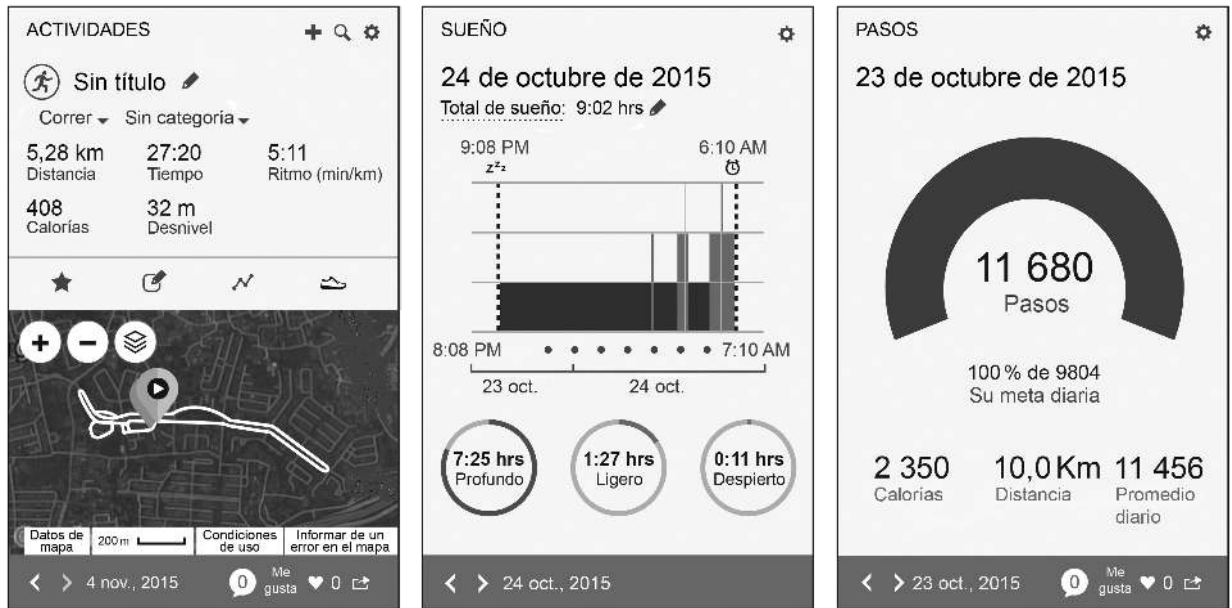 ACTIVIDADES
Sin título
Correr Sin categoría
5,28 km 27:20 5:11
Distancia Tiempo Ritmo (min/km)
408 32 m
Calorías Desnivel
Datos de mapa
200 m
Condiciones de uso
Informar de un error en el mapa
4 nov., 2015 0 Me gusta 0
SUEÑO
24 de octubre de 2015
Total de sueño: 9:02 hrs
9:08 PM 6:10 AM
zzz
8:08 PM 7:10 AM
23 oct. 24 oct.
7:25 hrs 1:27 hrs 0:11 hrs
Profundo Ligero Despierto
24 oct., 2015
PASOS
23 de octubre de 2015
11 680
Pasos
100 % de 9804
Su meta diaria
2 350 10,0 Km 11 456
Calorías Distancia Promedio
diario
23 oct., 2015 0 Me gusta 0